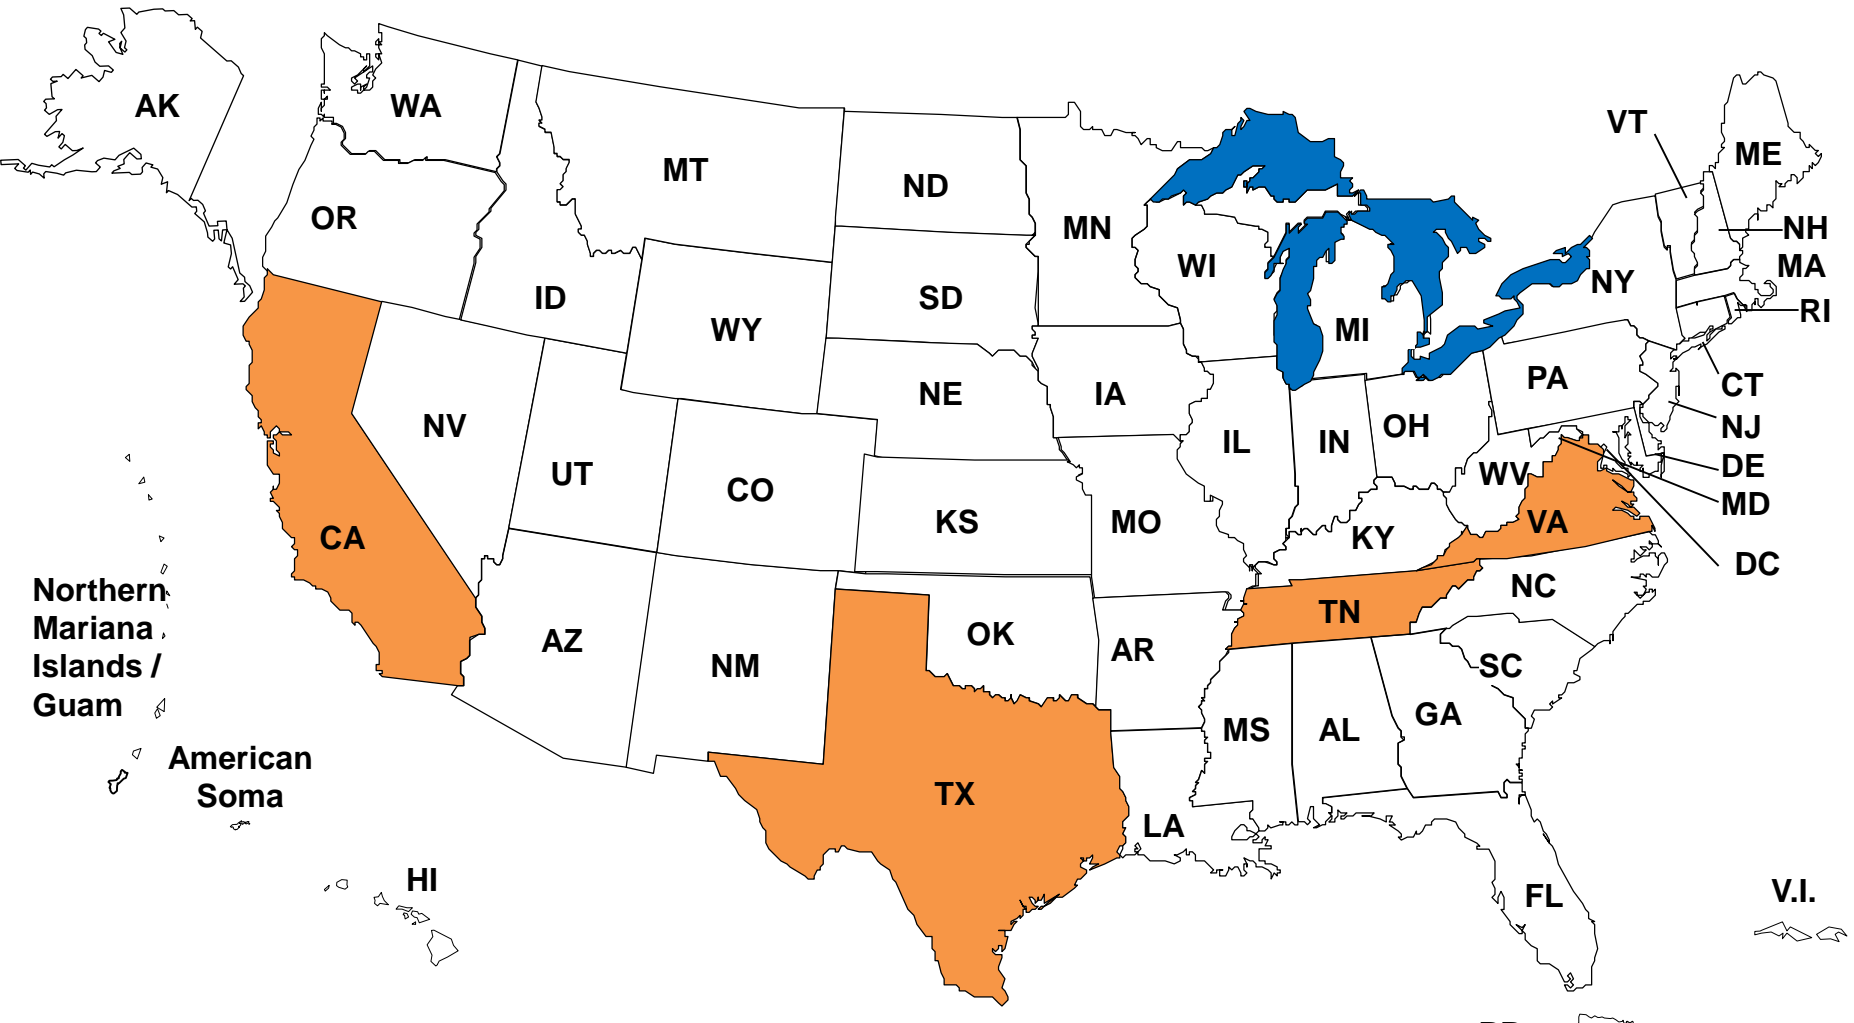 AK
WA
MT
ND
MN
VT
ME
OR
ID
WY
SD
WI
MI
NY
NH
MA
RI
NV
UT
CO
NE
IA
IL
IN
OH
PA
CT
NJ
DE
MD
DC
WV
VA
CA
KS
MO
KY
Northern
Mariana
Islands /
Guam
AZ
NM
OK
AR
TN
NC
SC
American
Soma
TX
LA
MS
AL
GA
HI
FL
V.I.